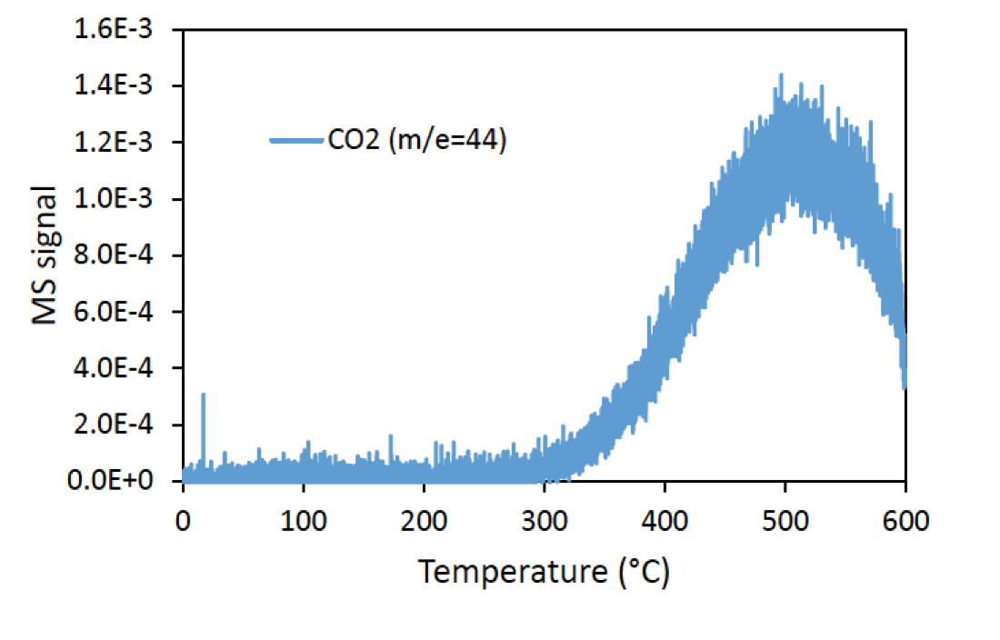 1.6E-3
1.4E-3
1.2E-3
1.0E-3
8.0E-4
6.0E-4
4.0E-4
2.0E-4
0.0E+0
MS signal
CO2 (m/e=44)
0 100 200 300 400 500 600
Temperature (°C)